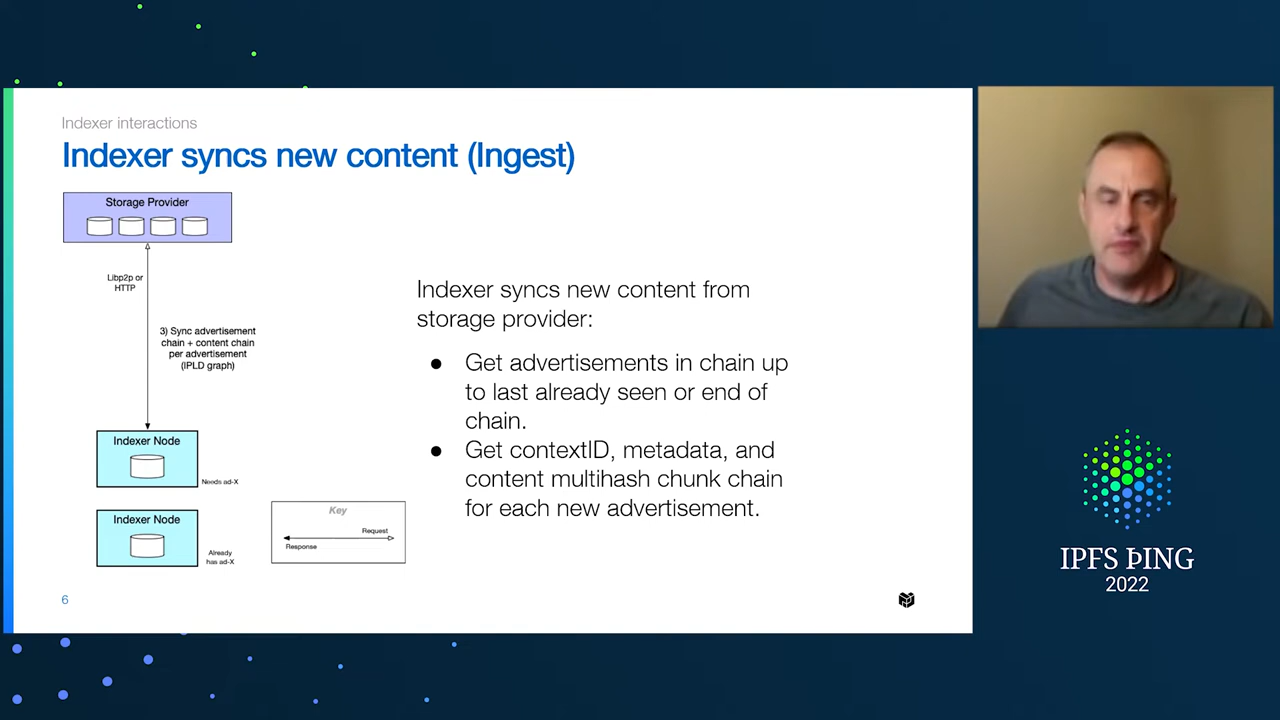 Indexer interactions
Indexer syncs new content (Ingest)
Storage Provider
Libp2p or
HTTP
3) Sync advertisement
chain + content chain
per advertisement
(IPLD graph)
Indexer Node
Needs ad-X
Indexer Node
Already
has ad-X
Key
Request
Response
Indexer syncs new content from
storage provider:
● Get advertisements in chain up
to last already seen or end of
chain.
● Get contextID, metadata, and
content multihash chunk chain
for each new advertisement.
6
IPFS ÞING
2022